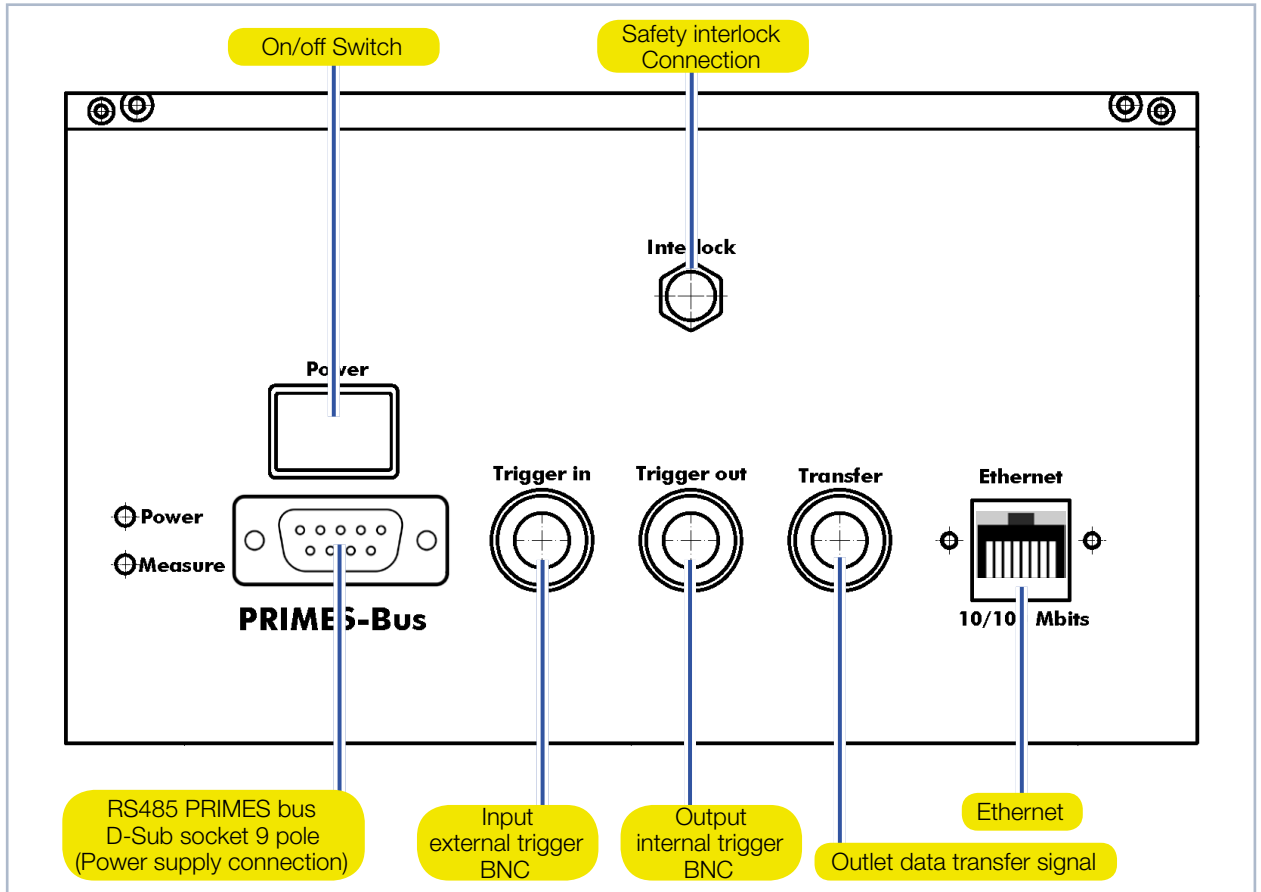 On/off Switch
Safety interlock
Connection
Interlock
Power
Trigger in
Trigger out
Transfer
Ethernet
Power
Measure
PRIMES-Bus
10/10 Mbits
RS485 PRIMES bus
D-Sub socket 9 pole
(Power supply connection)
Input
external trigger
BNC
Output
internal trigger
BNC
Outlet data transfer signal
Ethernet